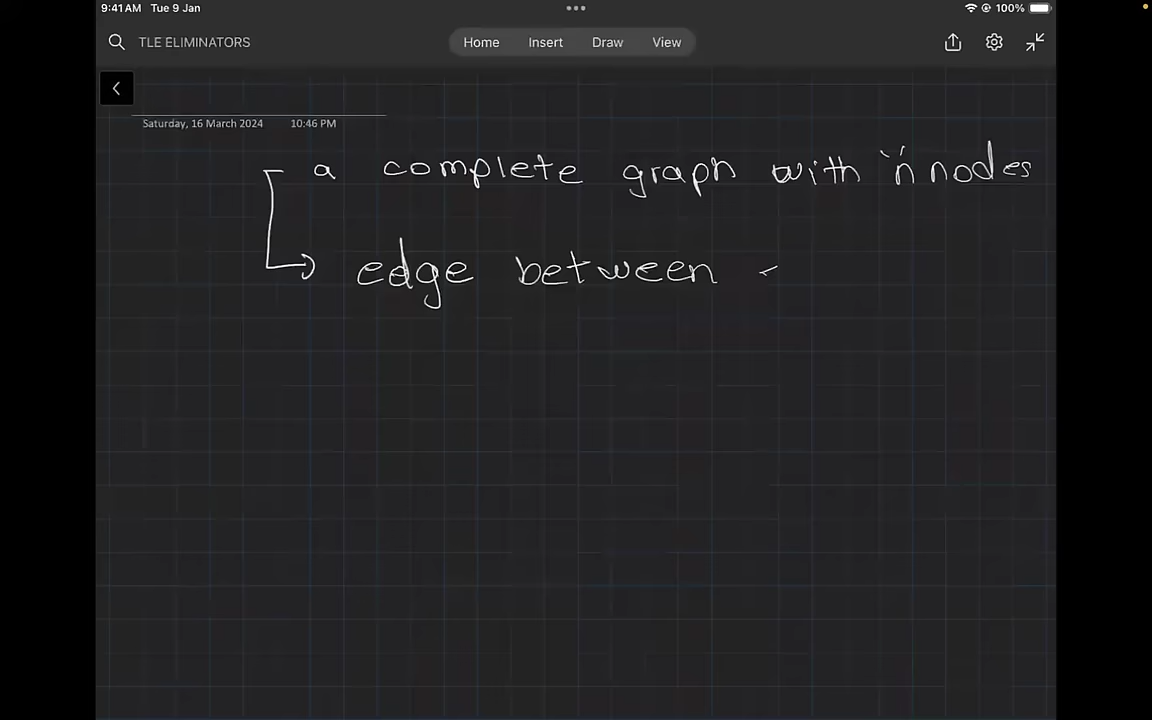 9:41 AM Tue 9 Jan 100%
TLE ELIMINATORS Home Insert Draw View
Saturday, 16 March 2024 10:46 PM
a complete graph with "n" nodes
edge between